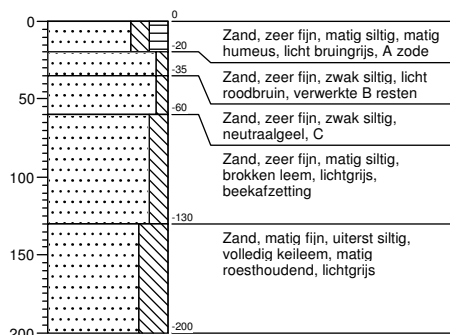 0
0
Zand, zeer fijn, matig siltig, matig
humeus, licht bruingrijs, A zode
-20
-35
Zand, zeer fijn, zwak siltig, licht
roodbruin, verwerkte B resten
50
-60
Zand, zeer fijn, zwak siltig,
neutraalgeel, C
Zand, zeer fijn, matig siltig,
brokken leem, lichtgrijs,
beekafzetting
100
-130
Zand, matig fijn, uiterst siltig,
volledig keileem, matig
roesthoudend, lichtgrijs
150
-200
200